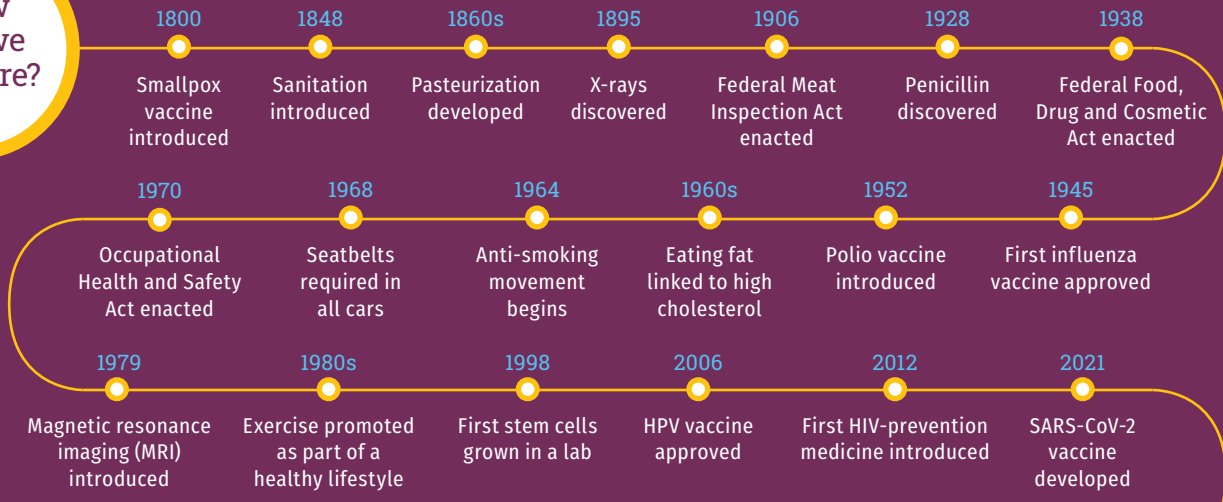 re?
1800
Smallpox
vaccine
introduced
1848
Sanitation
introduced
1860s
Pasteurization
developed
1895
X-rays
discovered
1906
Federal Meat
Inspection Act
enacted
1928
Penicillin
discovered
1938
Federal Food,
Drug and Cosmetic
Act enacted
1970
Occupational
Health and Safety
Act enacted
1968
Seatbelts
required in
all cars
1964
Anti-smoking
movement
begins
1960s
Eating fat
linked to high
cholesterol
1952
Polio vaccine
introduced
1945
First influenza
vaccine approved
1979
Magnetic resonance
imaging (MRI)
introduced
1980s
Exercise promoted
as part of a
healthy lifestyle
1998
First stem cells
grown in a lab
2006
HPV vaccine
approved
2012
First HIV-prevention
medicine introduced
2021
SARS-CoV-2
vaccine
developed